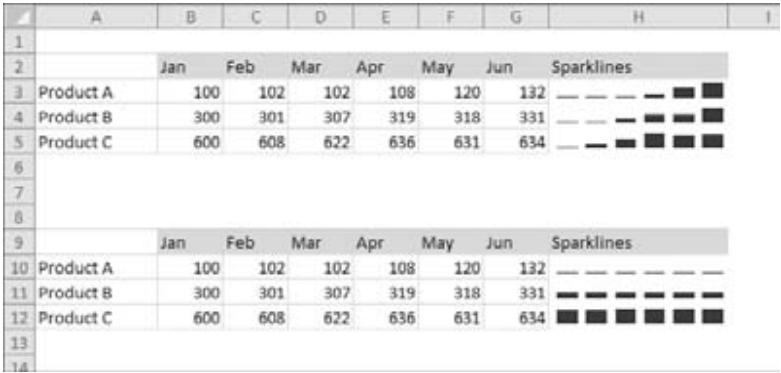 A B C D E F G H I
1
2 Jan Feb Mar Apr May Jun Sparklines
3 Product A 100 102 102 108 120 132
4 Product B 300 301 307 319 318 331
5 Product C 600 608 622 636 631 634
6
7
8
9 Jan Feb Mar Apr May Jun Sparklines
10 Product A 100 102 102 108 120 132
11 Product B 300 301 307 319 318 331
12 Product C 600 608 622 636 631 634
13
14